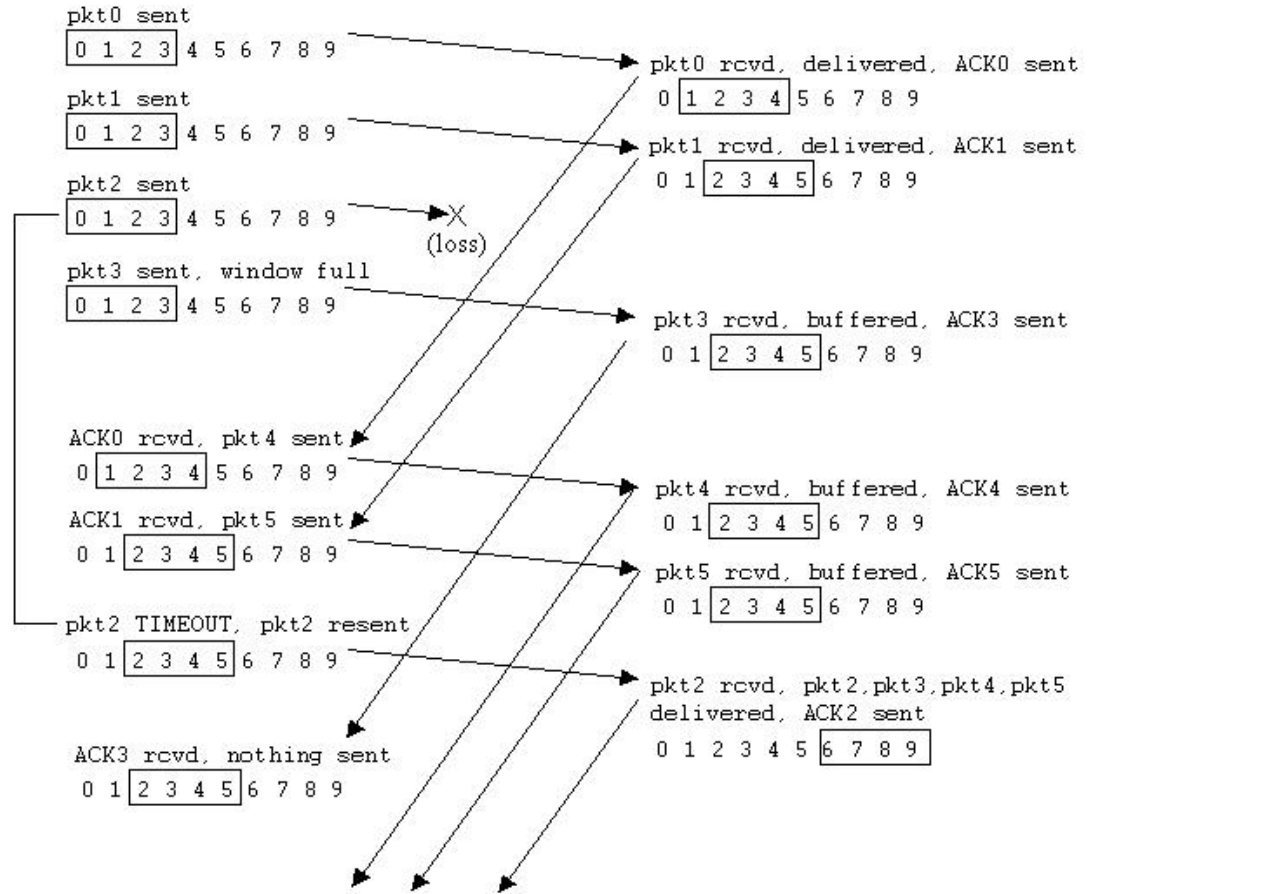 pkt0 sent
0 1 2 3 4 5 6 7 8 9
pkt0 rcvd, delivered, ACK0 sent
0 1 2 3 4 5 6 7 8 9
pkt1 sent
0 1 2 3 4 5 6 7 8 9
pkt1 rcvd, delivered, ACK1 sent
0 1 2 3 4 5 6 7 8 9
pkt2 sent
0 1 2 3 4 5 6 7 8 9
X
(loss)
pkt3 sent, window full
0 1 2 3 4 5 6 7 8 9
pkt3 rcvd, buffered, ACK3 sent
0 1 2 3 4 5 6 7 8 9
ACK0 rcvd, pkt4 sent
0 1 2 3 4 5 6 7 8 9
pkt4 rcvd, buffered, ACK4 sent
0 1 2 3 4 5 6 7 8 9
ACK1 rcvd, pkt5 sent
0 1 2 3 4 5 6 7 8 9
pkt5 rcvd, buffered, ACK5 sent
0 1 2 3 4 5 6 7 8 9
pkt2 TIMEOUT, pkt2 resent
0 1 2 3 4 5 6 7 8 9
pkt2 rcvd, pkt2,pkt3,pkt4,pkt5
delivered, ACK2 sent
0 1 2 3 4 5 6 7 8 9
ACK3 rcvd, nothing sent
0 1 2 3 4 5 6 7 8 9